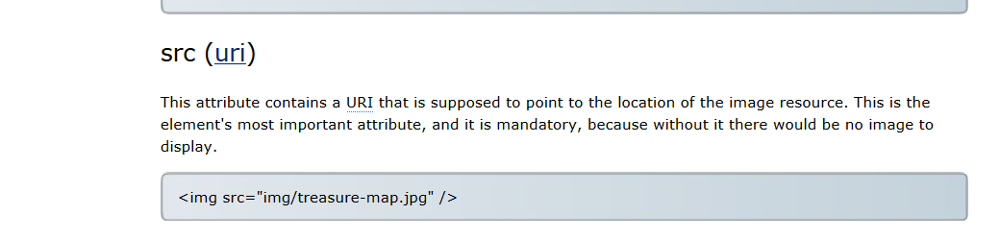 src (uri)
This attribute contains a URI that is supposed to point to the location of the image resource. This is the
element's most important attribute, and it is mandatory, because without it there would be no image to
display.
<img src="img/treasure-map.jpg" />